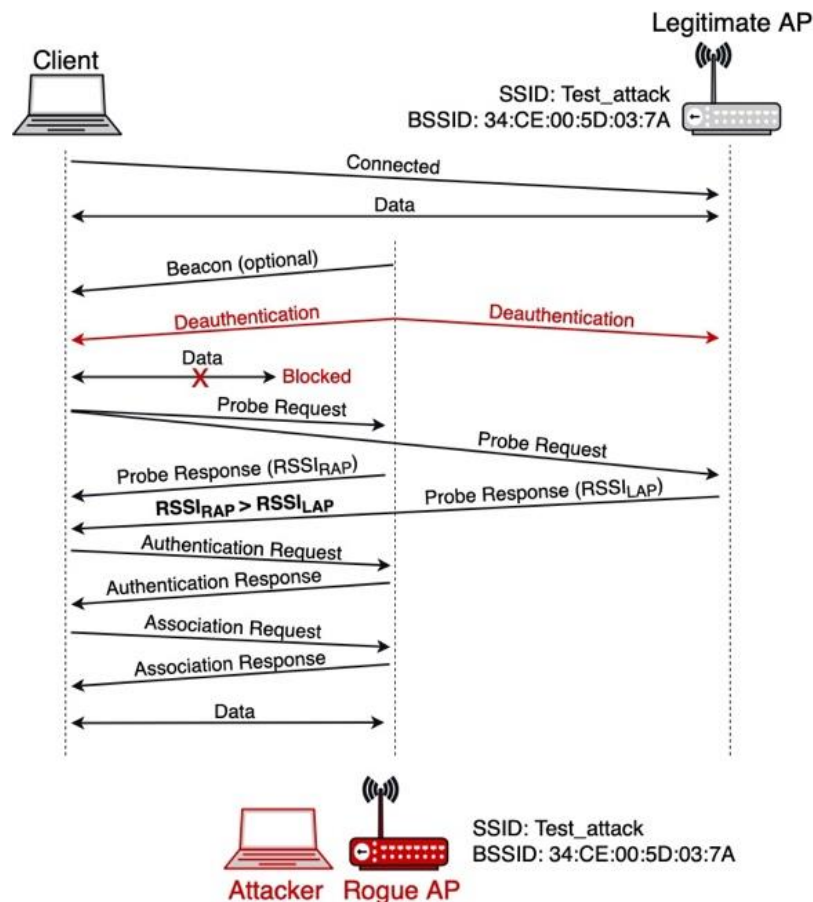 Legitimate AP
Client
SSID: Test_attack
BSSID: 34:CE:00:5D:03:7A
Connected
Data
Beacon (optional)
Deauthentication
Deauthentication
Data
X Blocked
Probe Request
Probe Request
Probe Response (RSSIRAP)
Probe Response (RSSILAP)
RSSIRAP > RSSILAP
Authentication Request
Authentication Response
Association Request
Association Response
Data
SSID: Test_attack
BSSID: 34:CE:00:5D:03:7A
Attacker Rogue AP